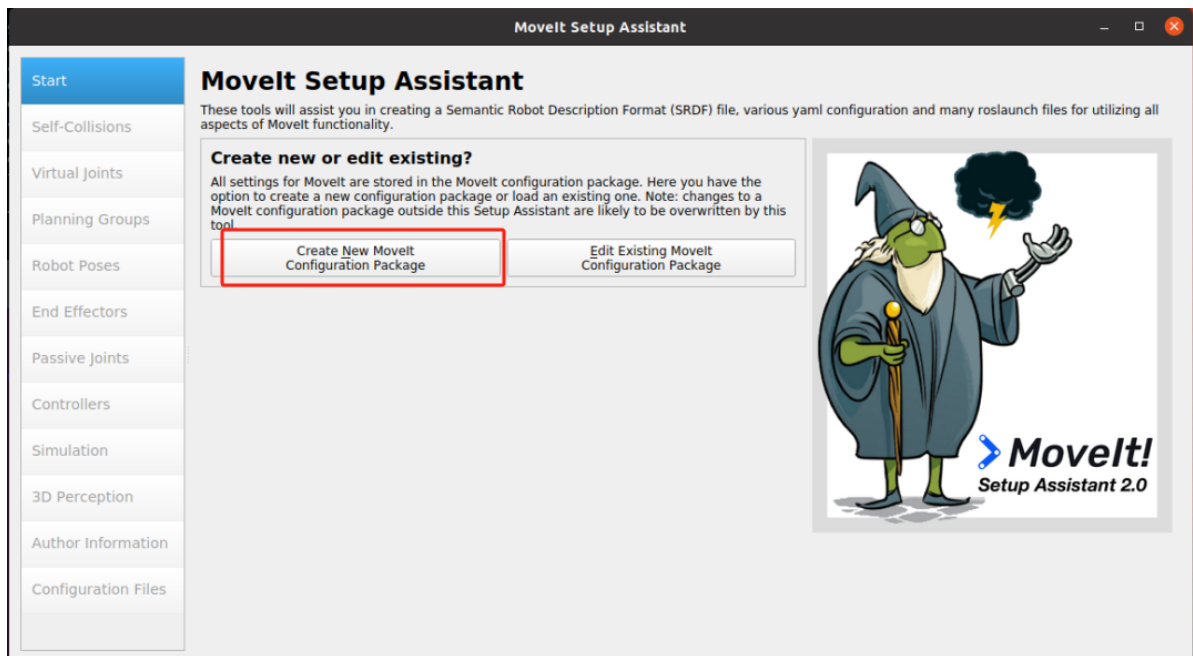 MoveIt Setup Assistant
Start
Self-Collisions
Virtual Joints
Planning Groups
Robot Poses
End Effectors
Passive Joints
Controllers
Simulation
3D Perception
Author Information
Configuration Files
MoveIt Setup Assistant
These tools will assist you in creating a Semantic Robot Description Format (SRDF) file, various yaml configuration and many roslaunch files for utilizing all
aspects of MoveIt functionality.
Create new or edit existing?
All settings for MoveIt are stored in the MoveIt configuration package. Here you have the
option to create a new configuration package or load an existing one. Note: changes to a
MoveIt configuration package outside this Setup Assistant are likely to be overwritten by this
tool.
Create New MoveIt
Configuration Package
Edit Existing MoveIt
Configuration Package
MoveIt!
Setup Assistant 2.0